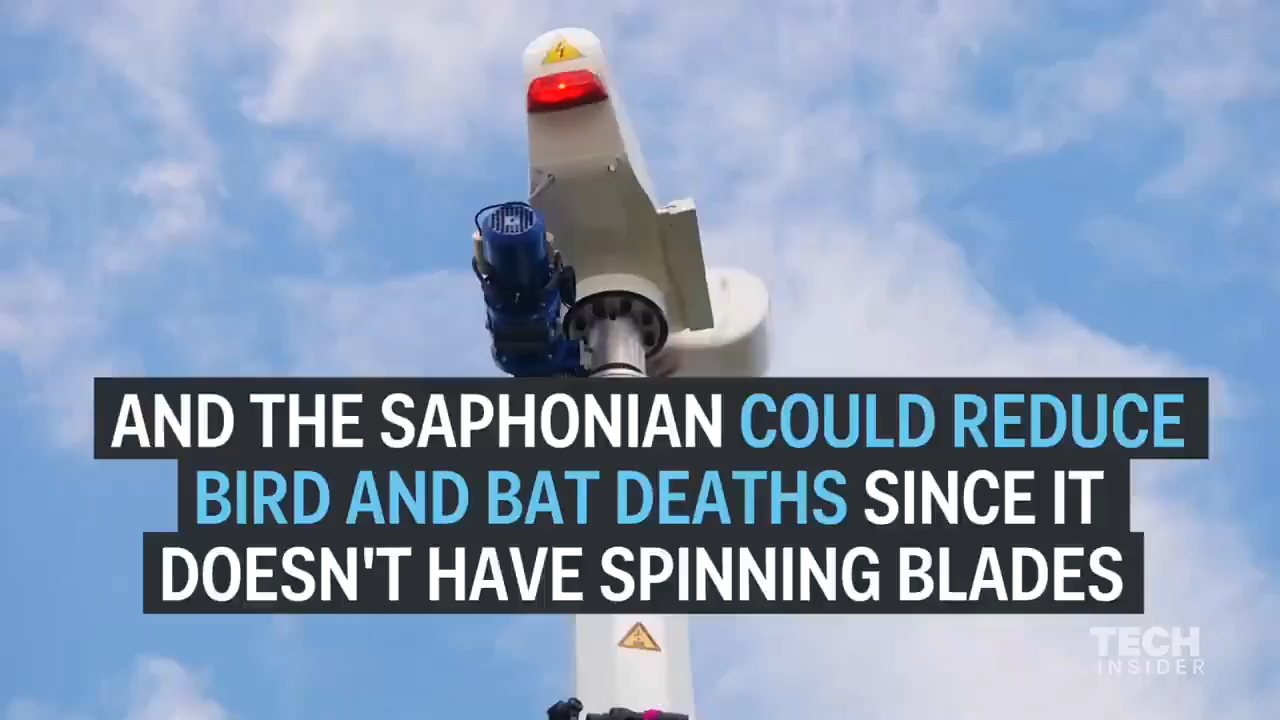 AND THE SAPHONIAN COULD REDUCE
BIRD AND BAT DEATHS SINCE IT
DOESN'T HAVE SPINNING BLADES
TECH
INSIDER